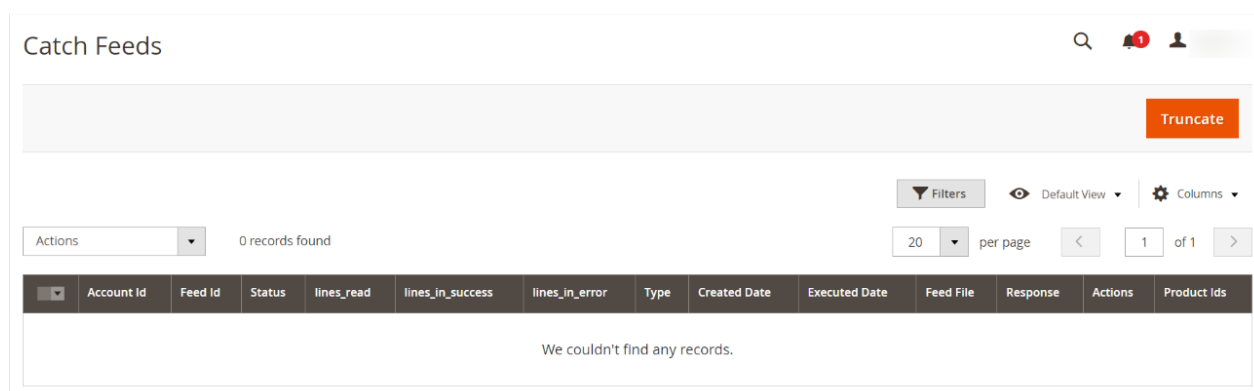 Catch Feeds
1
Truncate
Filters
Default View
Columns
Actions
0 records found
20
per page
1
of 1
Account Id
Feed Id
Status
lines_read
lines_in_success
lines_in_error
Type
Created Date
Executed Date
Feed File
Response
Actions
Product Ids
We couldn't find any records.